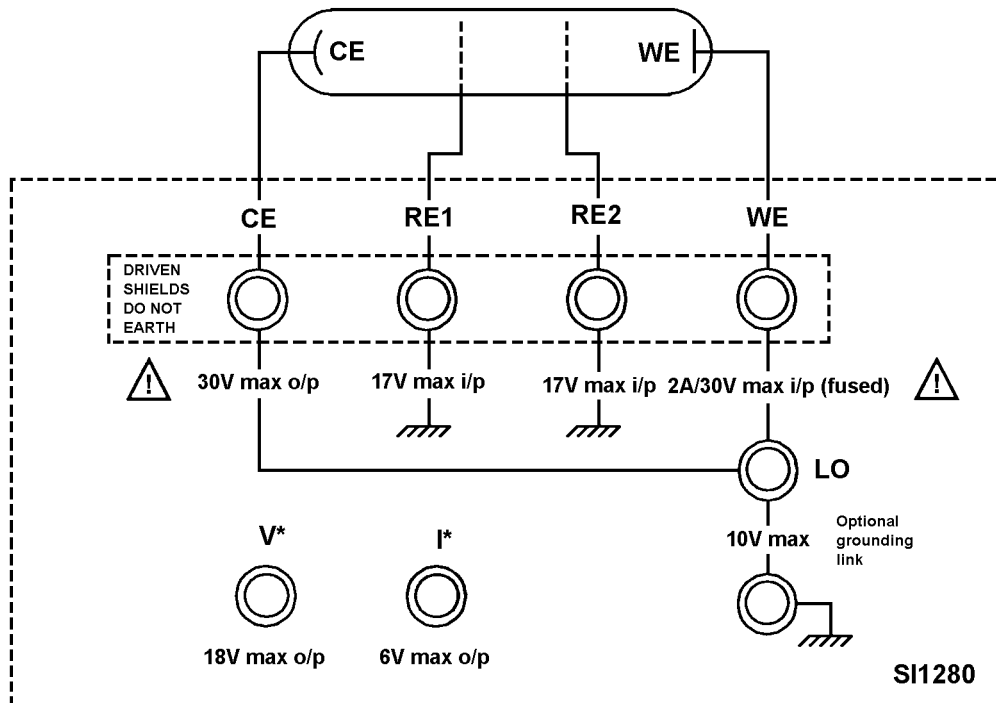 CE
WE
CE
RE1
RE2
WE
DRIVEN
SHIELDS
DO NOT
EARTH
!
30V max o/p
17V max i/p
17V max i/p
2A/30V max i/p (fused)
!
LO
V*
I*
10V max
Optional
grounding
link
18V max o/p
6V max o/p
SI1280